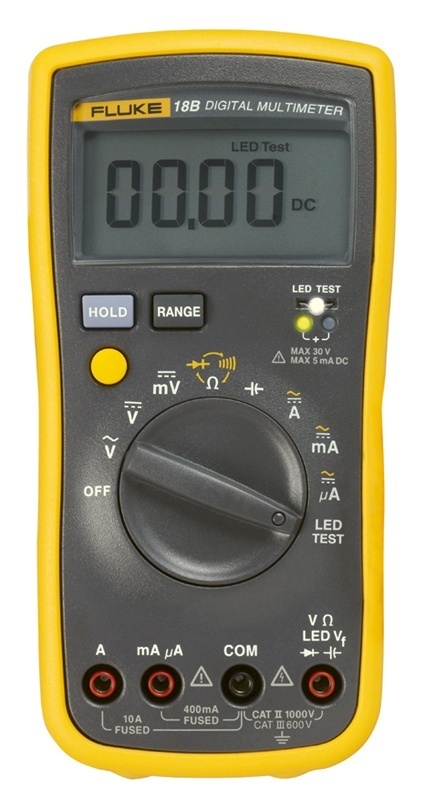 FLUKE 18B DIGITAL MULTIMETER
LED Test
00.00 DC
LED TEST
HOLD RANGE
+
MAX 30 V
MAX 5 mA DC
mV Ω
V A
V mA
OFF µA
LED
TEST
V Ω
A mA µA COM LED Vf
400mA
FUSED
10A
FUSED
CAT II 1000V
CAT III 600V